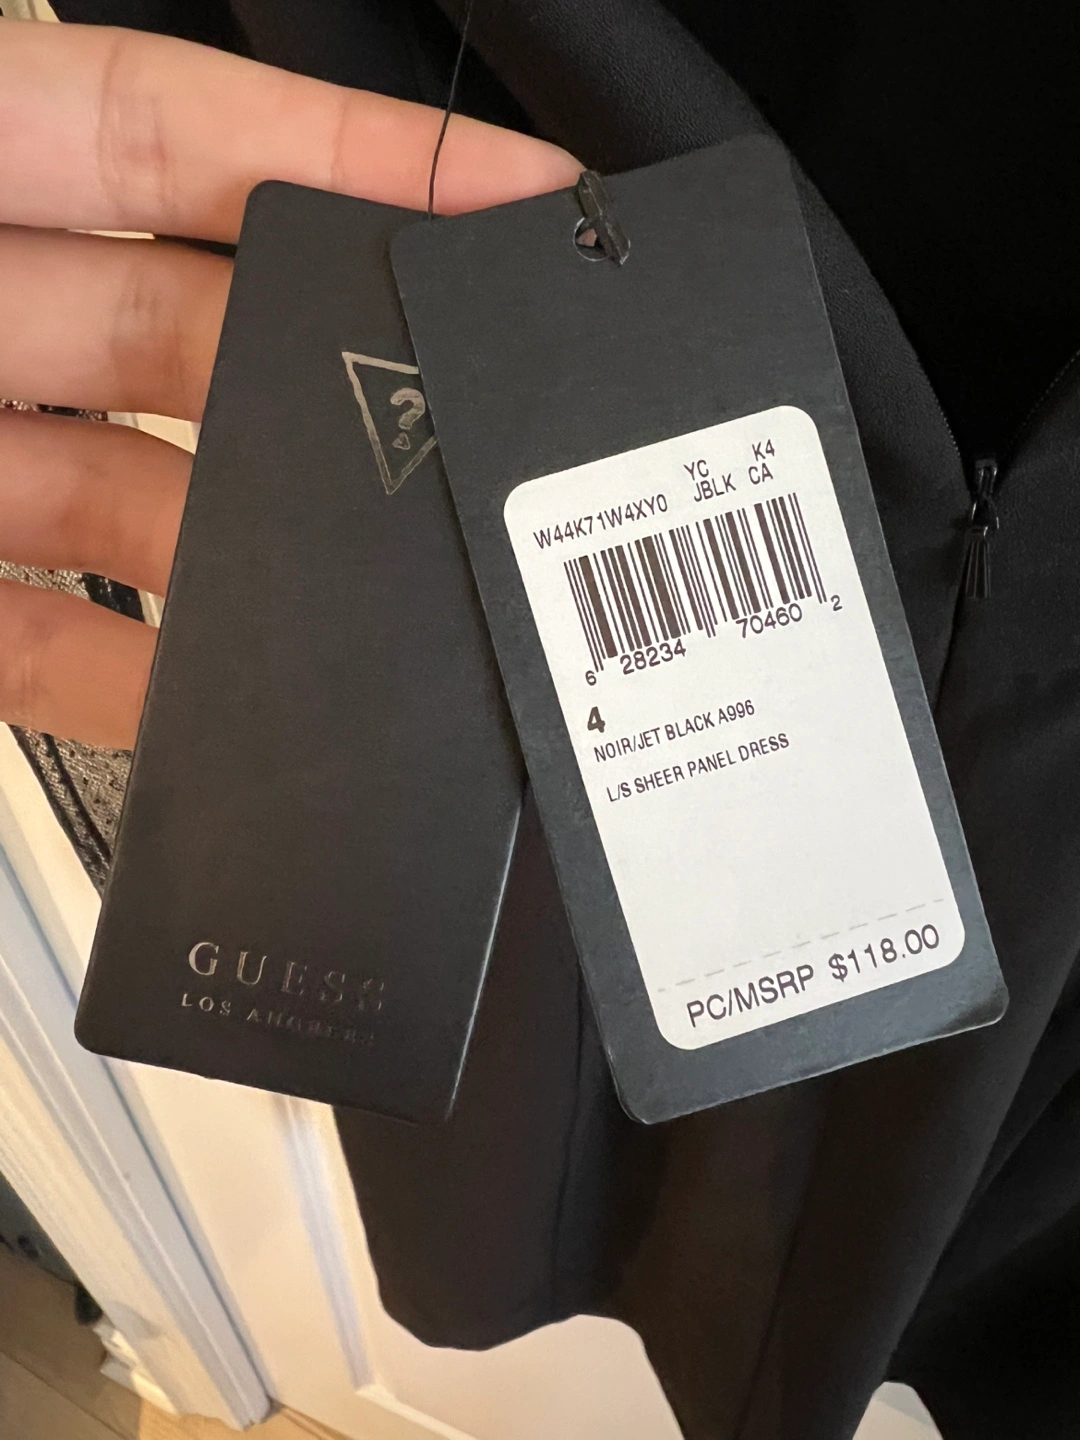 ?
GUESS
LOS ANGELES
YC K4
W44K71W4XY0 JBLK CA
6 28234 70460 2
4
NOIR/JET BLACK A996
L/S SHEER PANEL DRESS
PC/MSRP $118.00